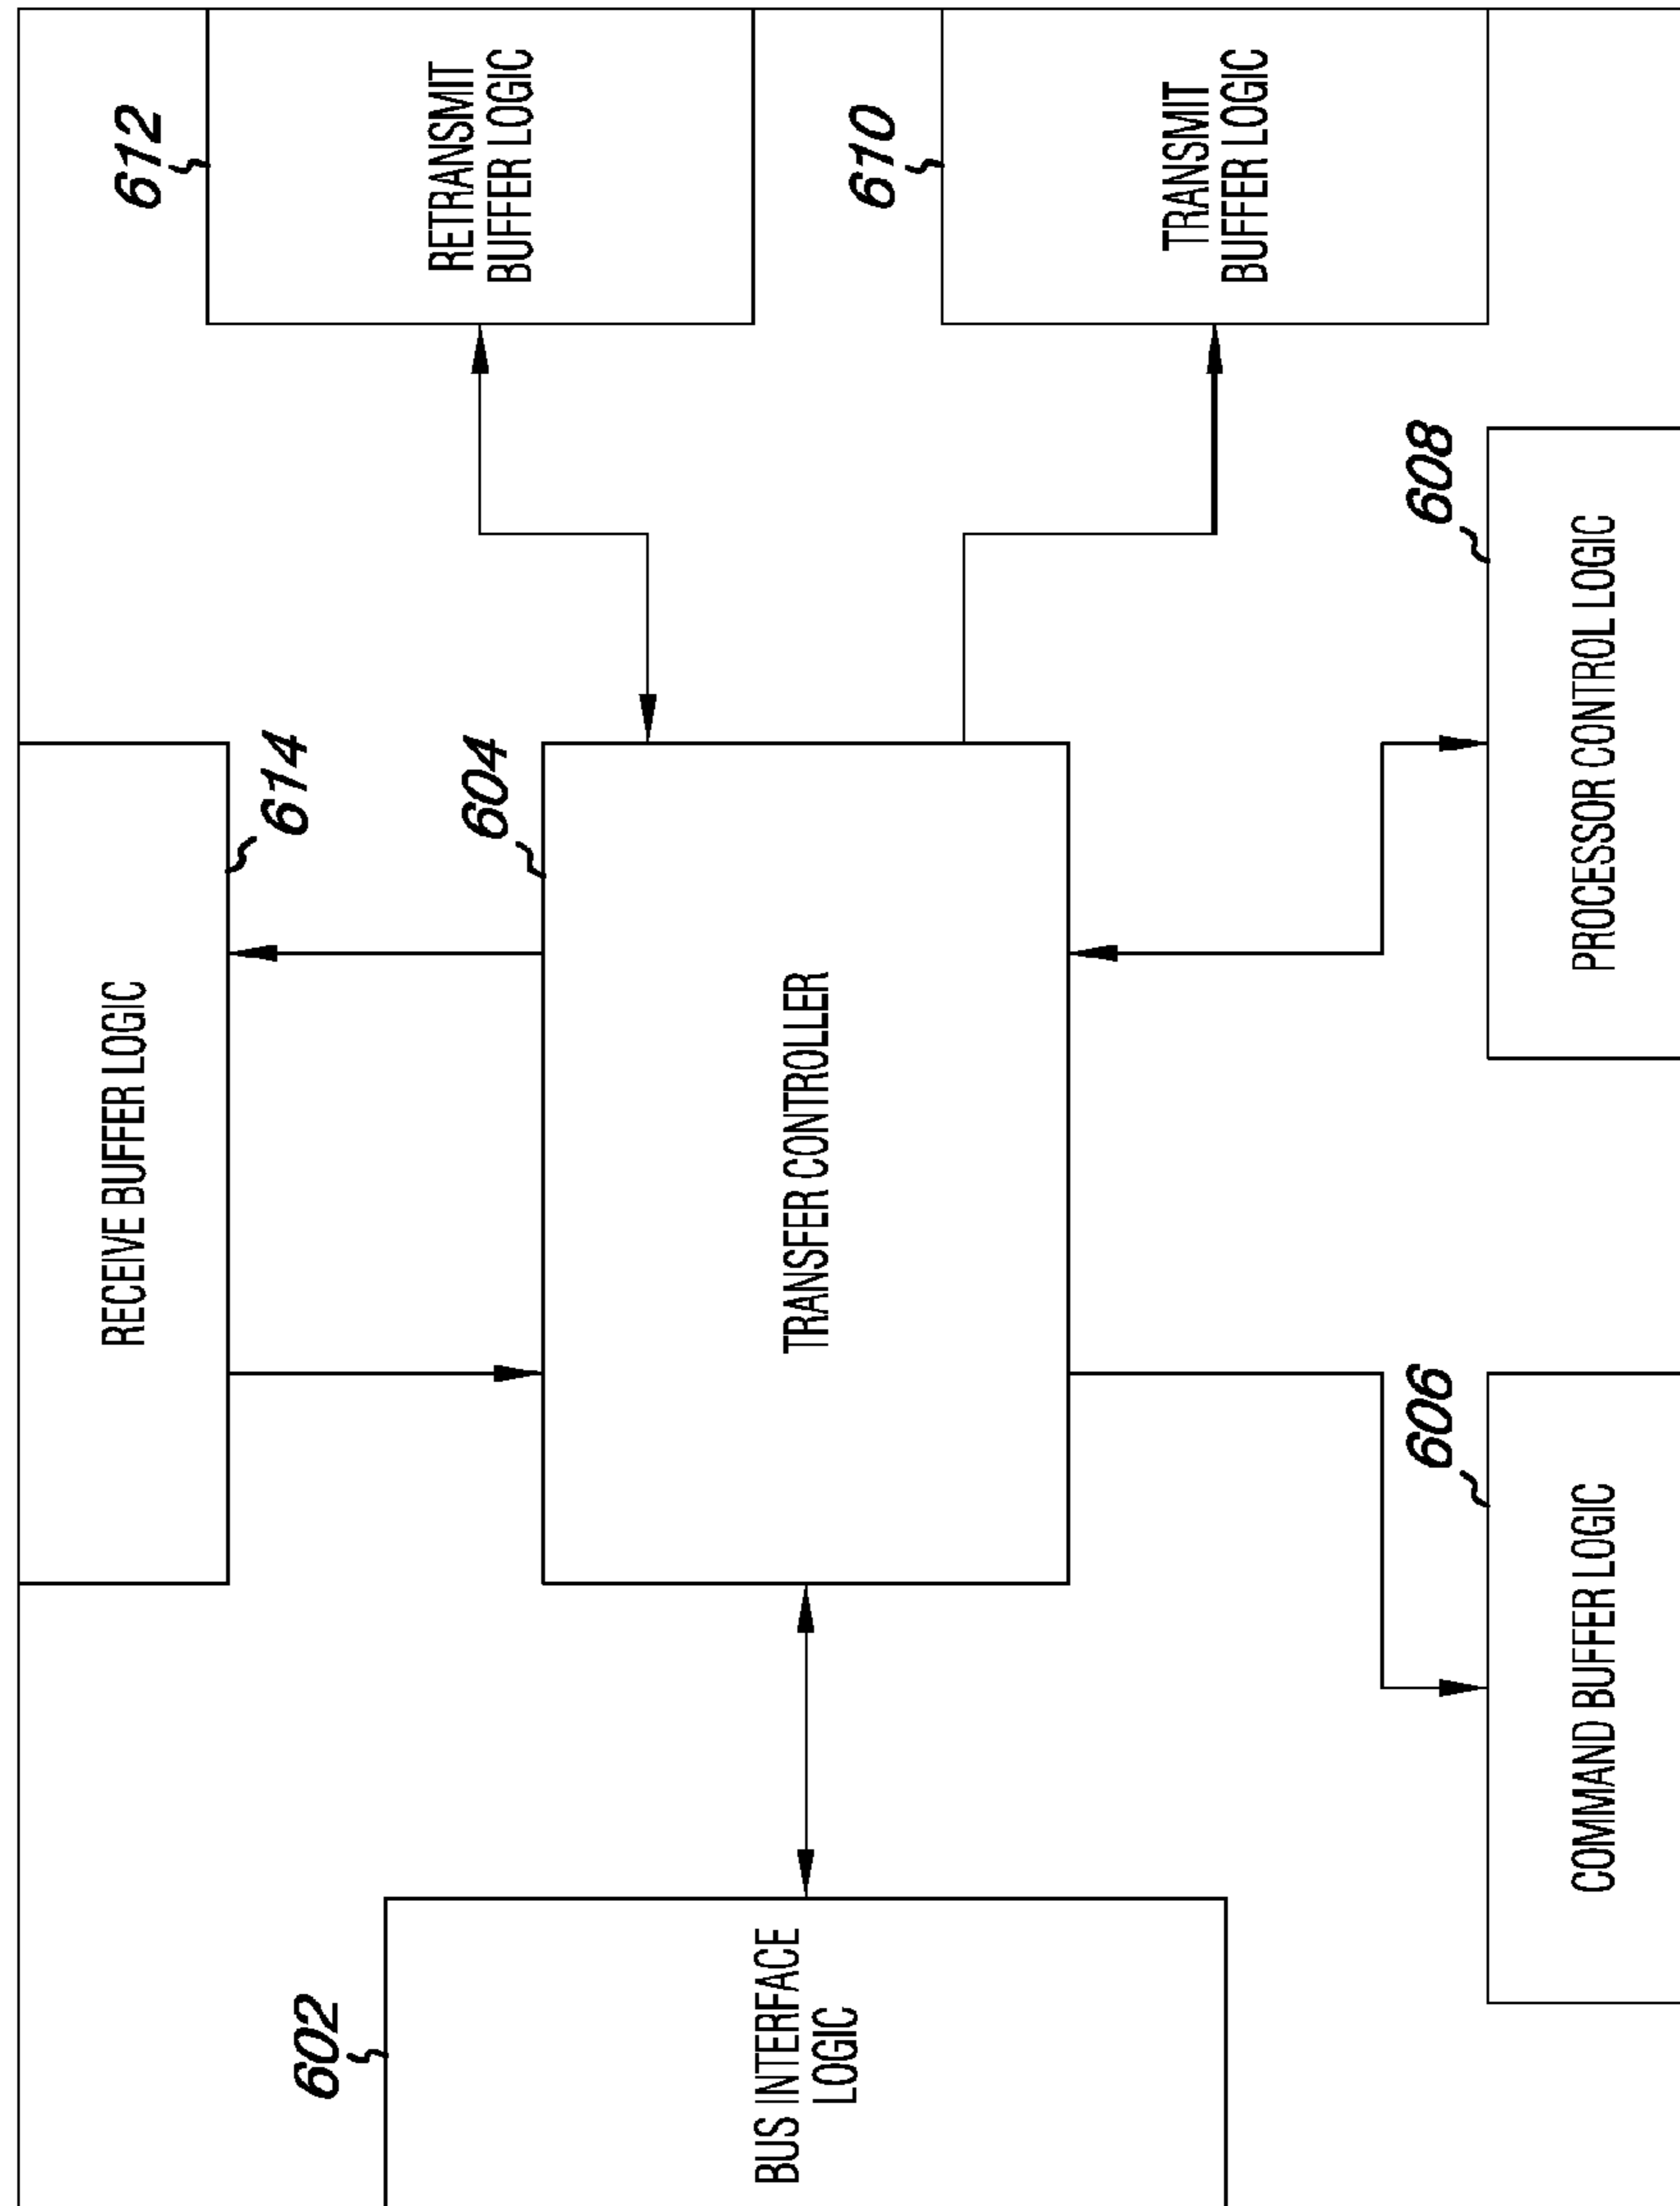 RECEIVE BUFFER LOGIC
614
612
RETRANSMIT
BUFFER LOGIC
604
TRANSFER CONTROLLER
602
BUS INTERFACE
LOGIC
610
TRANSMIT
BUFFER LOGIC
606
COMMAND BUFFER LOGIC
608
PROCESSOR CONTROL LOGIC